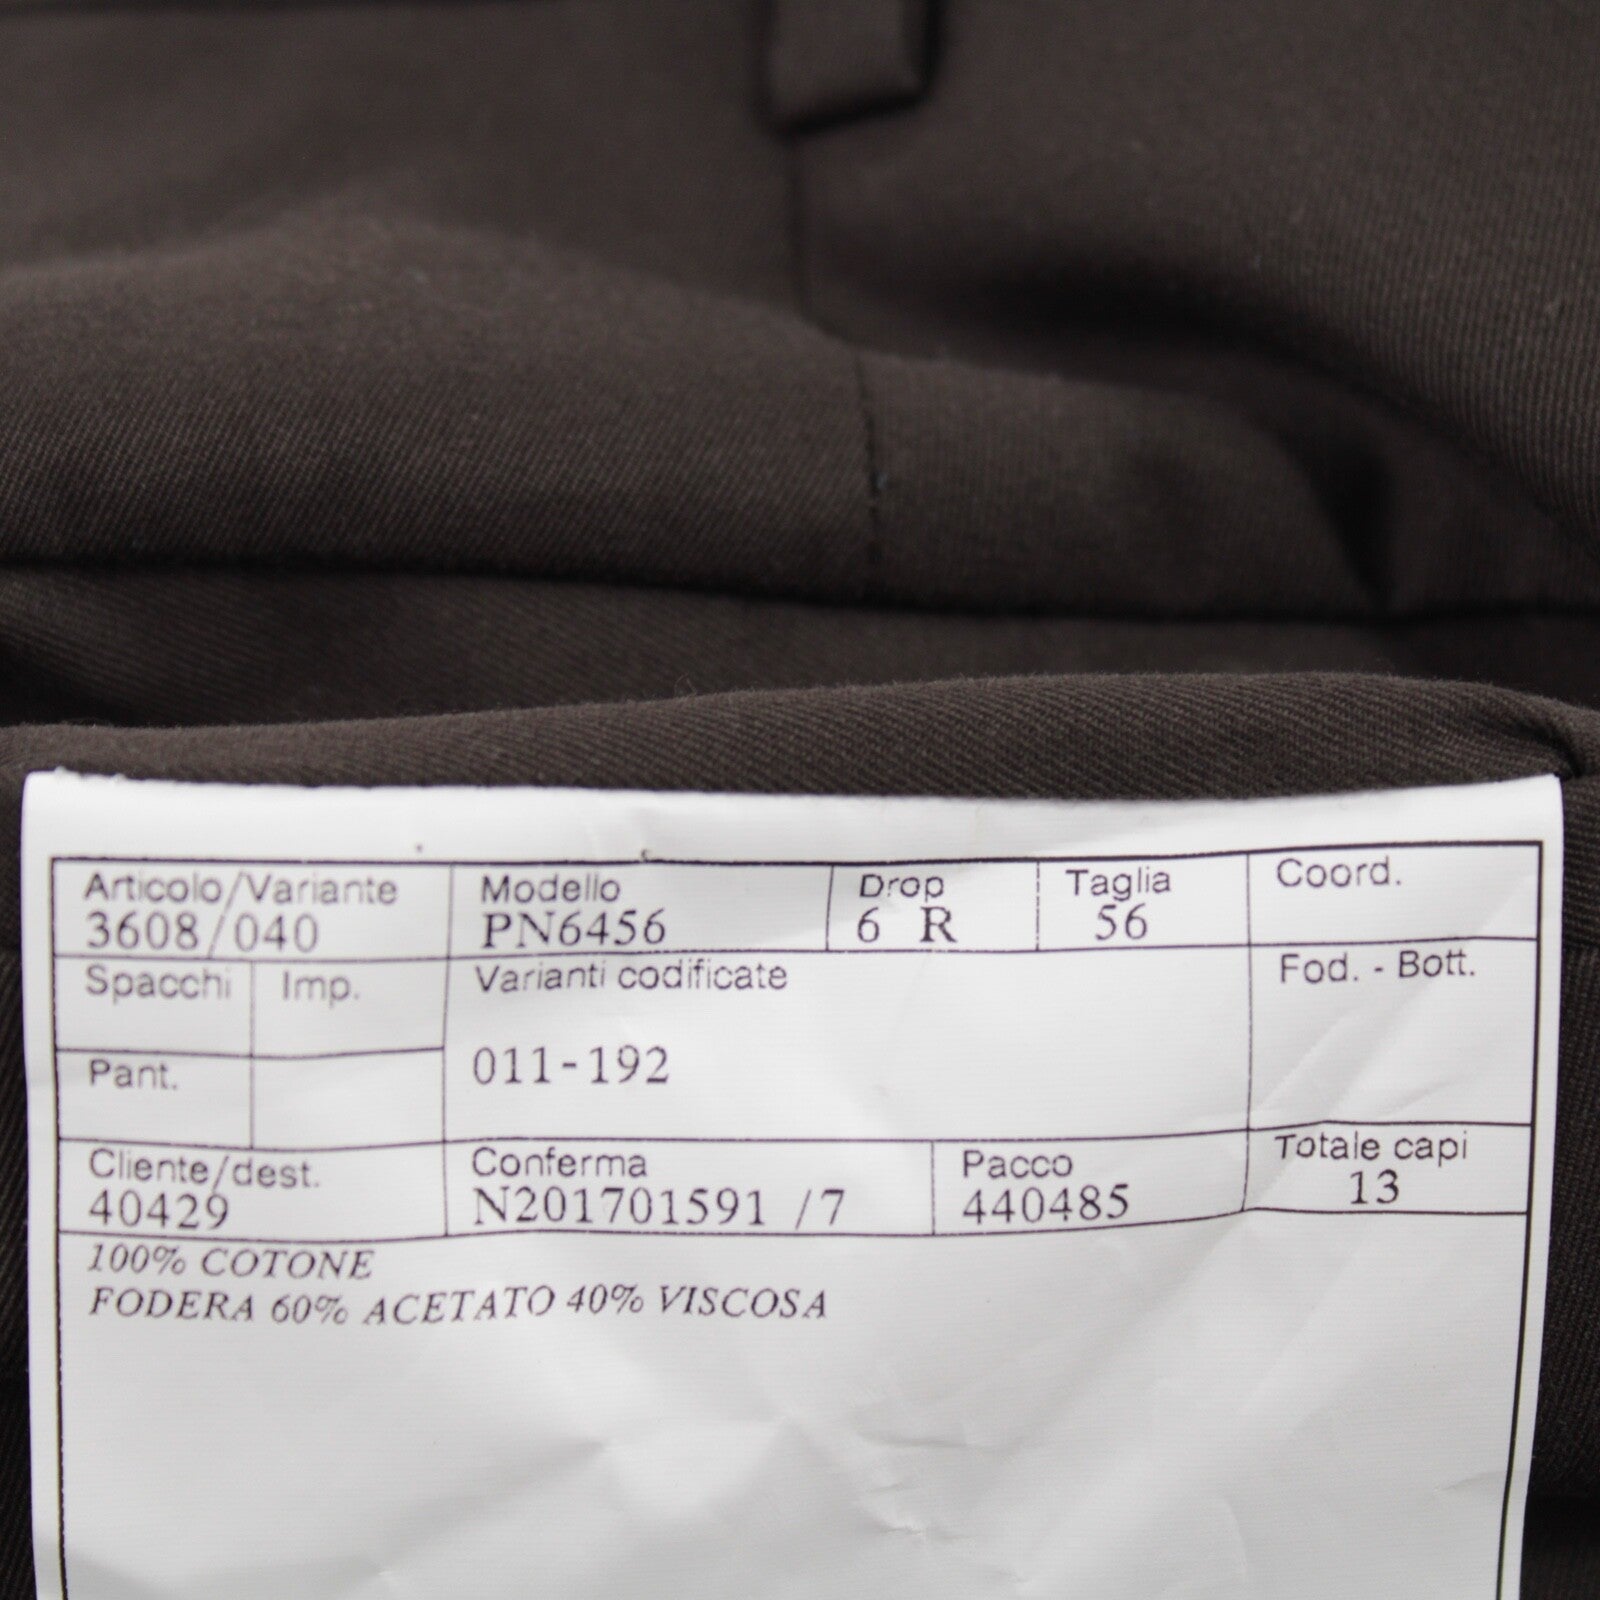 Articolo/Variante Modello Drop Taglia Coord.
3608/040 PN6456 6 R 56
Spacchi Imp. Varianti codificate Fod. - Bott.
Pant. 011-192
Cliente/dest. Conferma Pacco Totale capi
40429 N201701591 /7 440485 13
100% COTONE
FODERA 60% ACETATO 40% VISCOSA